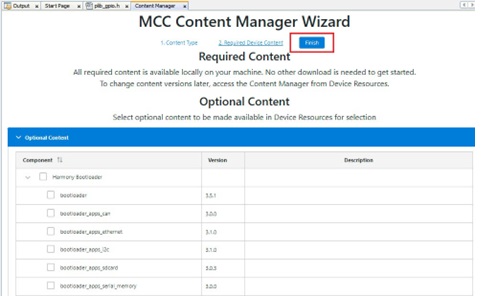 Output x Start Page x plib_gpio.h x Content Manager x
MCC Content Manager Wizard
1. Content Type 2. Required Device Content Finish
Required Content
All required content is available locally on your machine. No other download is needed to get started.
To change content versions later, access the Content Manager from Device Resources.
Optional Content
Select optional content to be made available in Device Resources for selection
Optional Content
Component Version Description
Harmony Bootloader
bootloader 3.5.1
bootloader_apps_can 3.0.0
bootloader_apps_ethernet 3.1.0
bootloader_apps_i2c 3.1.0
bootloader_apps_sdcard 3.0.3
bootloader_apps_serial_memory 3.0.0